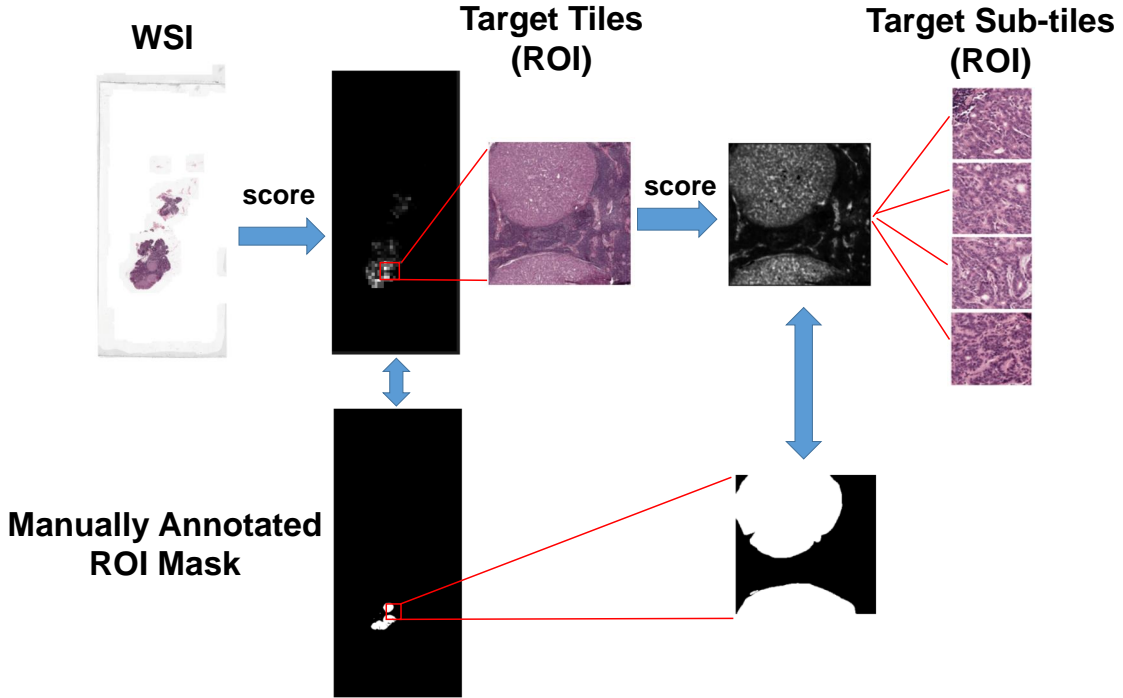 WSI
Target Tiles
(ROI)
Target Sub-tiles
(ROI)
score
score
Manually Annotated
ROI Mask